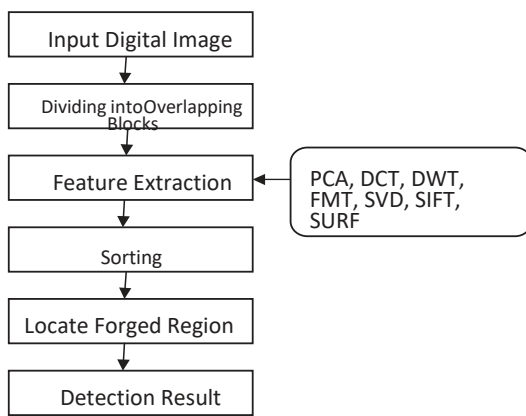 Input Digital Image
Dividing intoOverlapping
Blocks
Feature Extraction
PCA, DCT, DWT,
FMT, SVD, SIFT,
SURF
Sorting
Locate Forged Region
Detection Result